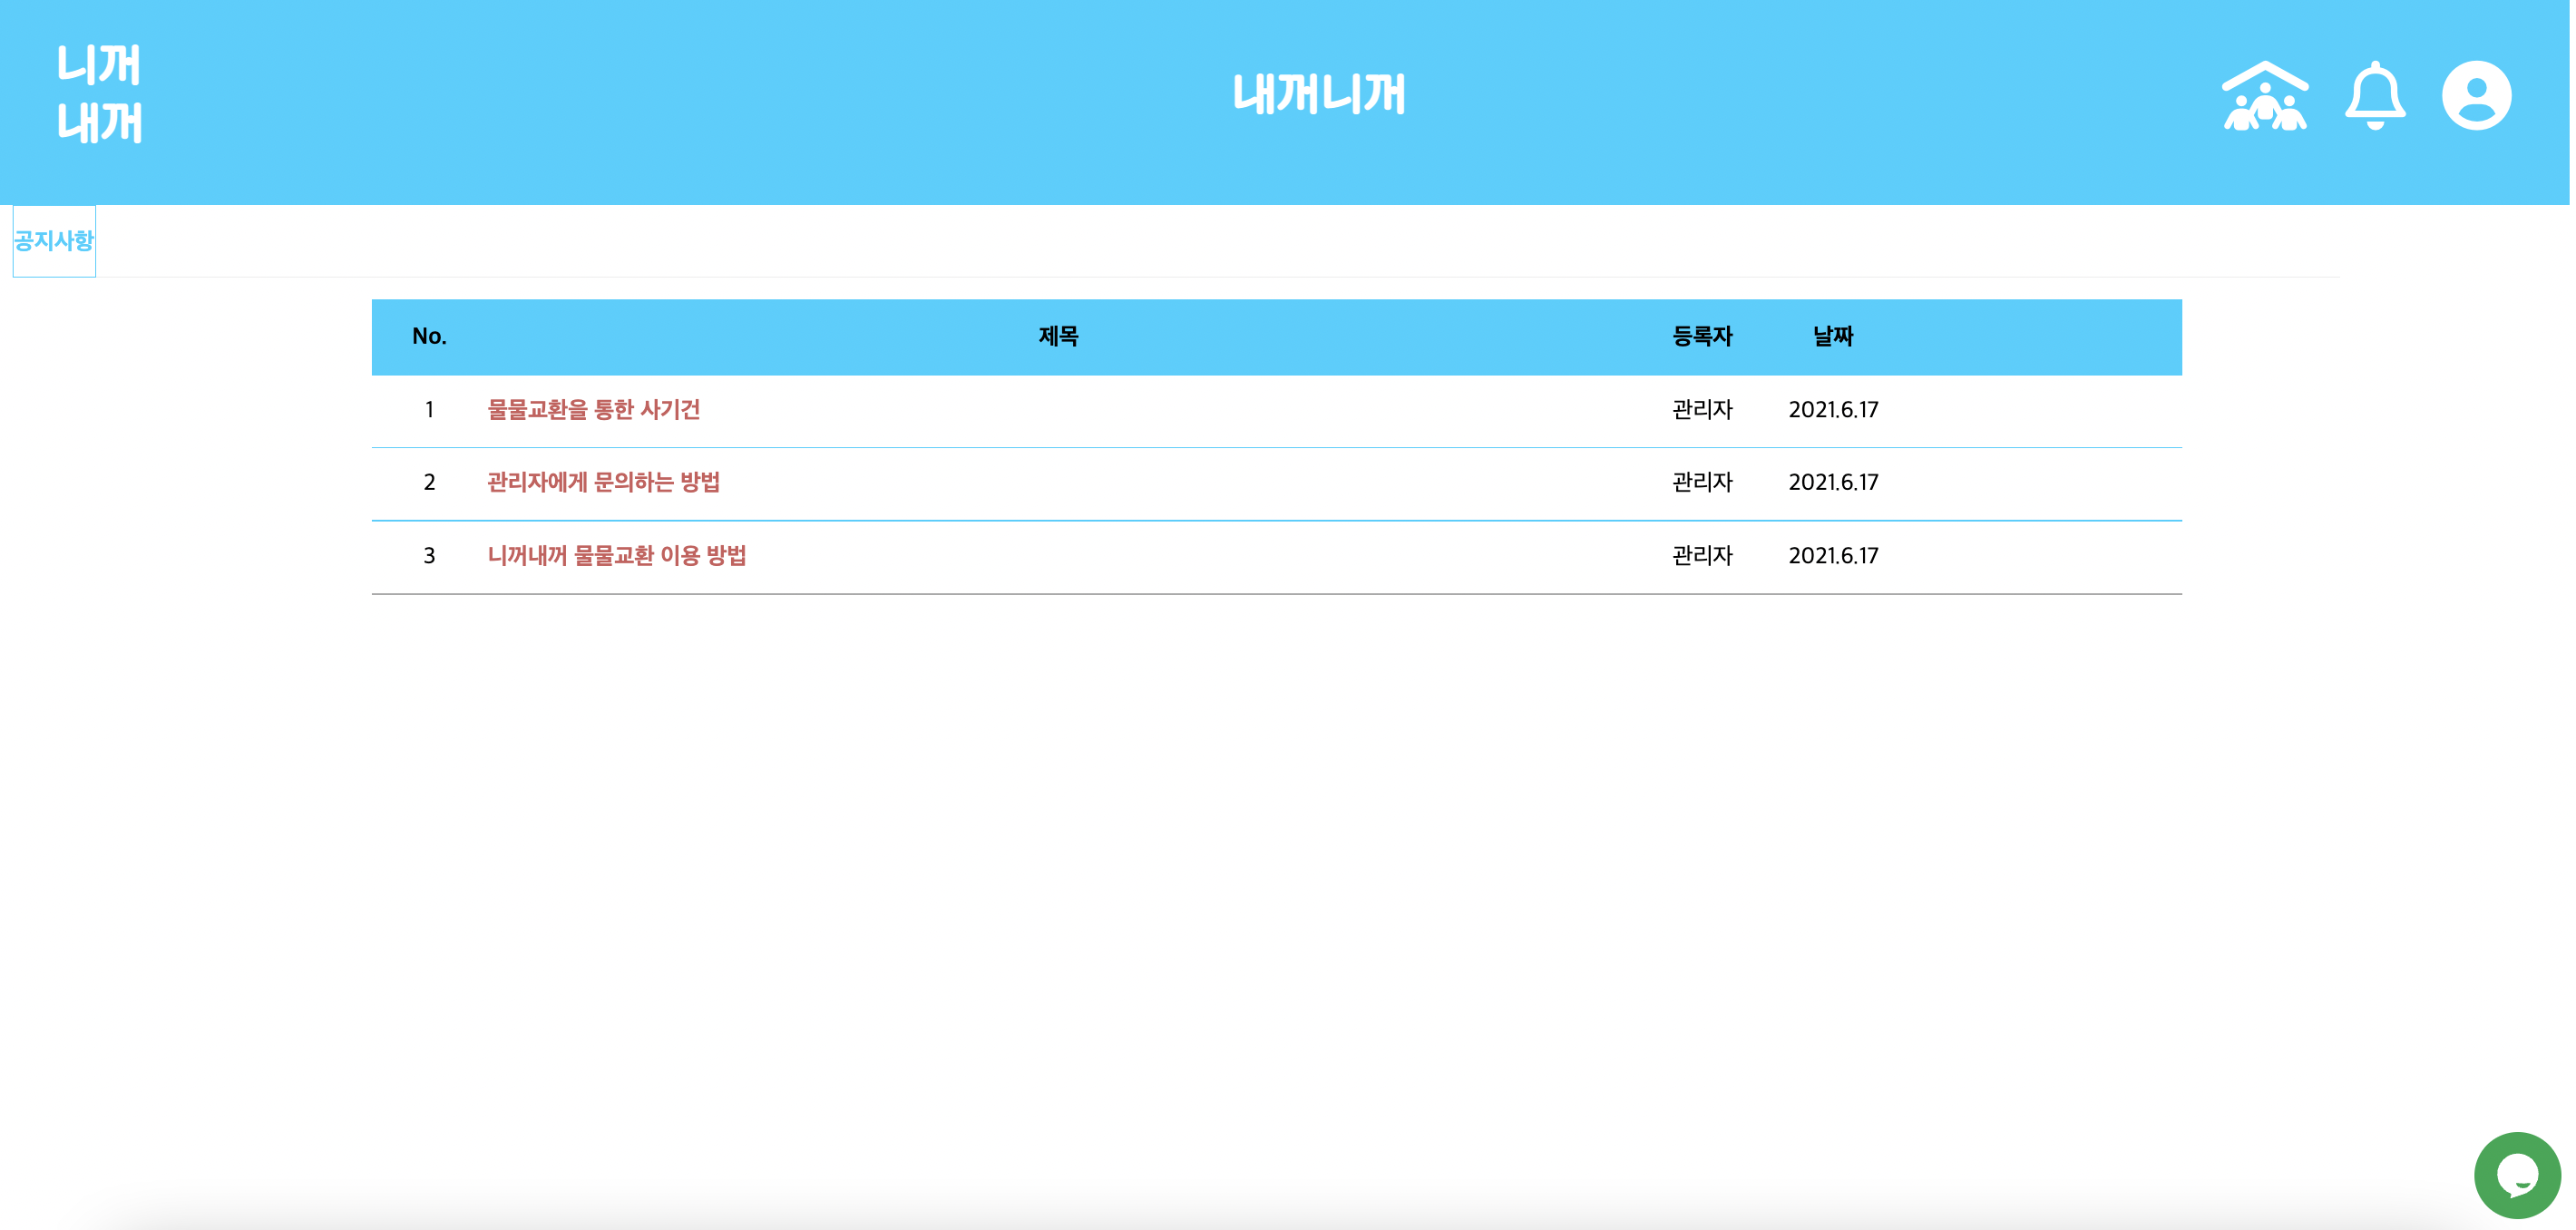 니꺼
내꺼
내꺼니꺼
공지사항
No. 제목 등록자 날짜
1 물물교환을 통한 사기건 관리자 2021.6.17
2 관리자에게 문의하는 방법 관리자 2021.6.17
3 니꺼내꺼 물물교환 이용 방법 관리자 2021.6.17